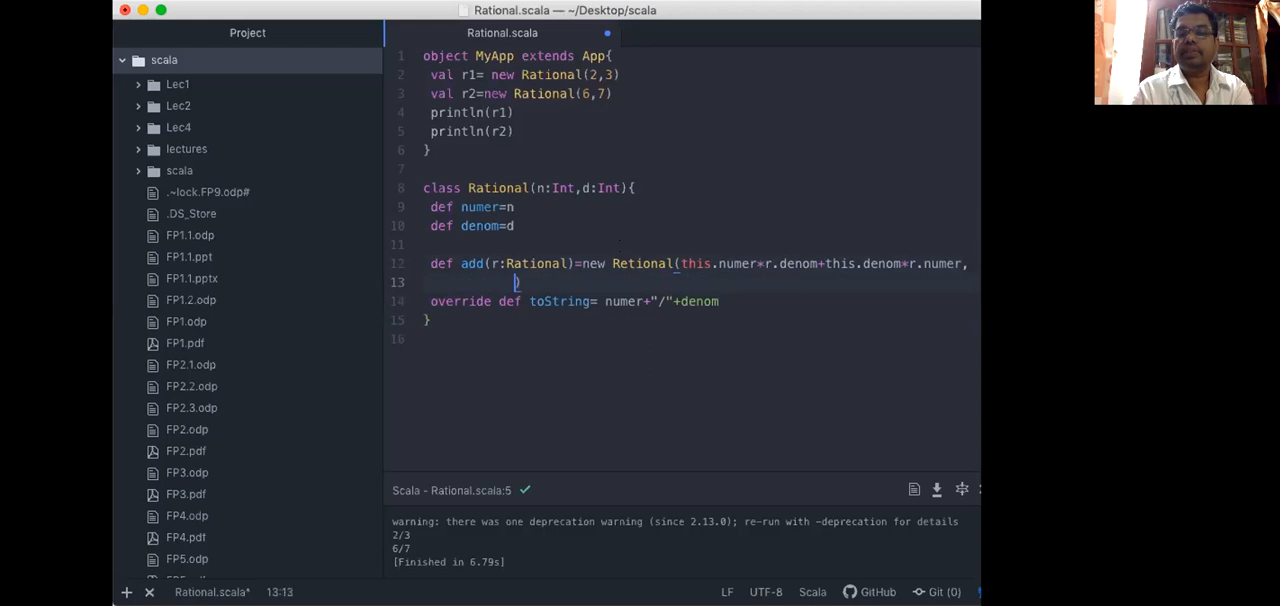 Rational.scala — ~/Desktop/scala
Project
Rational.scala
scala
Lec1
Lec2
Lec4
lectures
scala
.~lock.FP9.odp#
.DS_Store
FP1.1.odp
FP1.1.ppt
FP1.1.pptx
FP1.2.odp
FP1.odp
FP1.pdf
FP2.1.odp
FP2.2.odp
FP2.3.odp
FP2.odp
FP2.pdf
FP3.odp
FP3.pdf
FP4.odp
FP4.pdf
FP5.odp
1 object MyApp extends App{
2 val r1= new Rational(2,3)
3 val r2=new Rational(6,7)
4 println(r1)
5 println(r2)
6 }
7
8 class Rational(n:Int,d:Int){
9 def numer=n
10 def denom=d
11
12 def add(r:Rational)=new Retional(this.numer*r.denom+this.denom*r.numer,
13 )
14 override def toString= numer+"/"+denom
15 }
16
Scala - Rational.scala:5
warning: there was one deprecation warning (since 2.13.0); re-run with -deprecation for details
2/3
6/7
[Finished in 6.79s]
Rational.scala* 13:13 LF UTF-8 Scala GitHub Git (0)